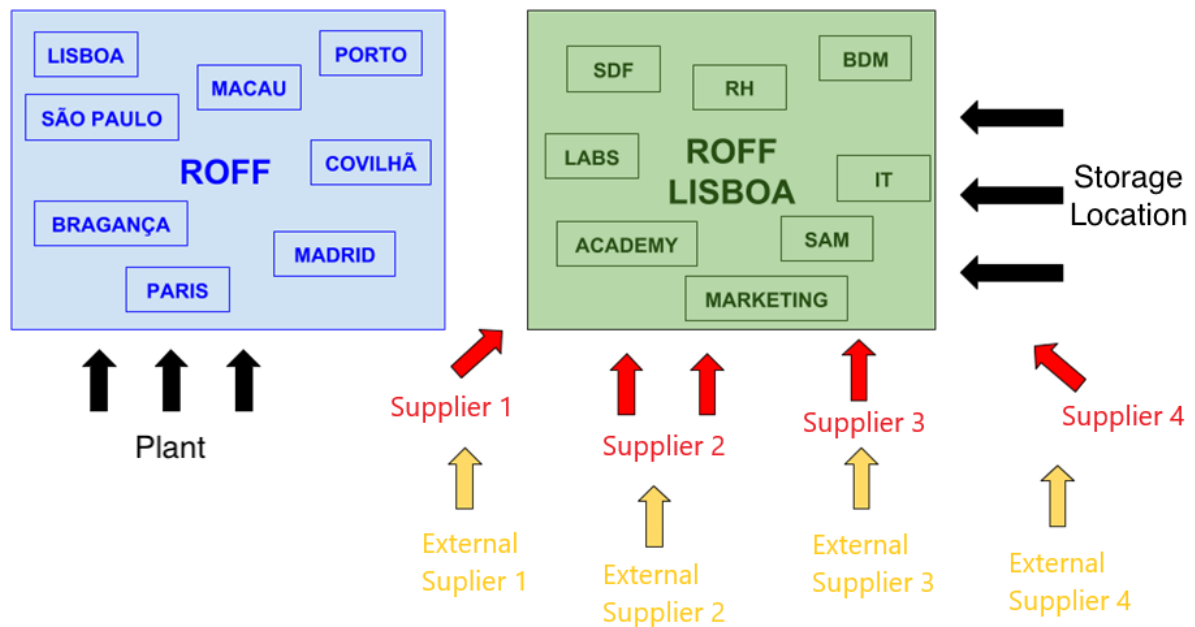 LISBOA
PORTO
MACAU
SÃO PAULO
ROFF
COVILHÃ
BRAGANÇA
MADRID
PARIS
SDF
BDM
RH
LABS
ROFF
LISBOA
IT
ACADEMY
SAM
MARKETING
Storage
Location
Plant
Supplier 1
Supplier 2
Supplier 3
Supplier 4
External
Suplier 1
External
Supplier 2
External
Supplier 3
External
Supplier 4